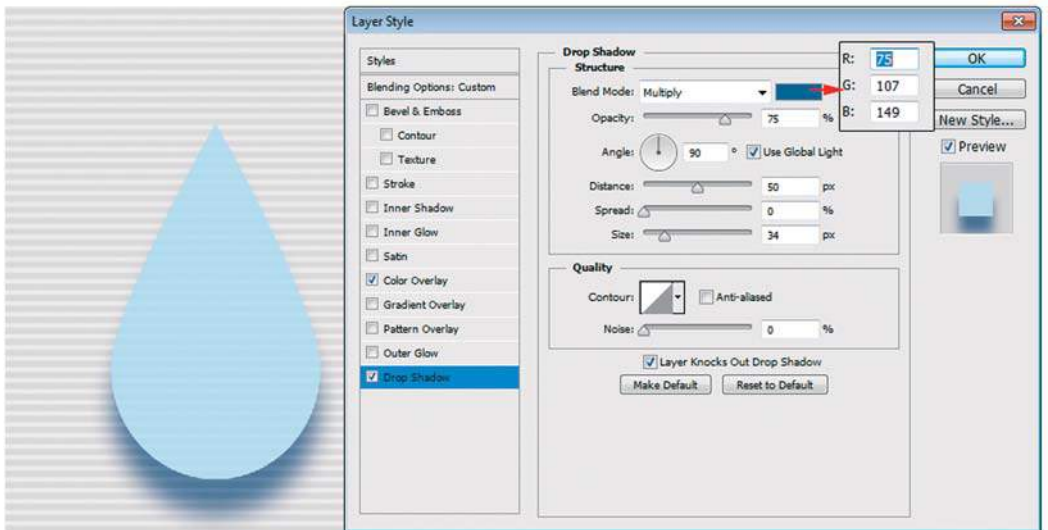 Layer Style
Styles
Blending Options: Custom
Bevel & Emboss
Contour
Texture
Stroke
Inner Shadow
Inner Glow
Satin
Color Overlay
Gradient Overlay
Pattern Overlay
Outer Glow
Drop Shadow
Drop Shadow
Structure
Blend Mode: Multiply
Opacity: 75 %
Angle: 90 ° Use Global Light
Distance: 50 px
Spread: 0 %
Size: 34 px
Quality
Contour: Anti-aliased
Noise: 0 %
Layer Knocks Out Drop Shadow
Make Default Reset to Default
R: 75
G: 107
B: 149
OK
Cancel
New Style...
Preview